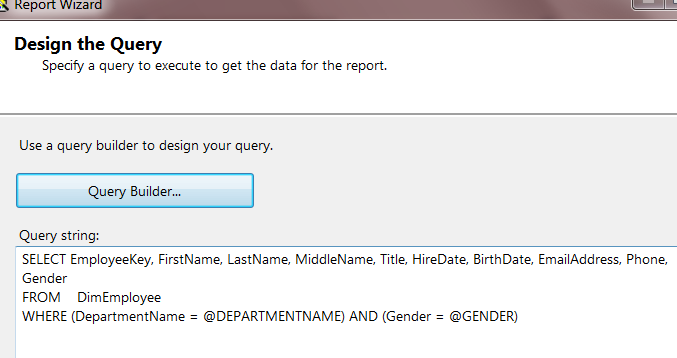 Report Wizard
Design the Query
Specify a query to execute to get the data for the report.
Use a query builder to design your query.
Query Builder...
Query string:
SELECT EmployeeKey, FirstName, LastName, MiddleName, Title, HireDate, BirthDate, EmailAddress, Phone,
Gender
FROM DimEmployee
WHERE (DepartmentName = @DEPARTMENTNAME) AND (Gender = @GENDER)